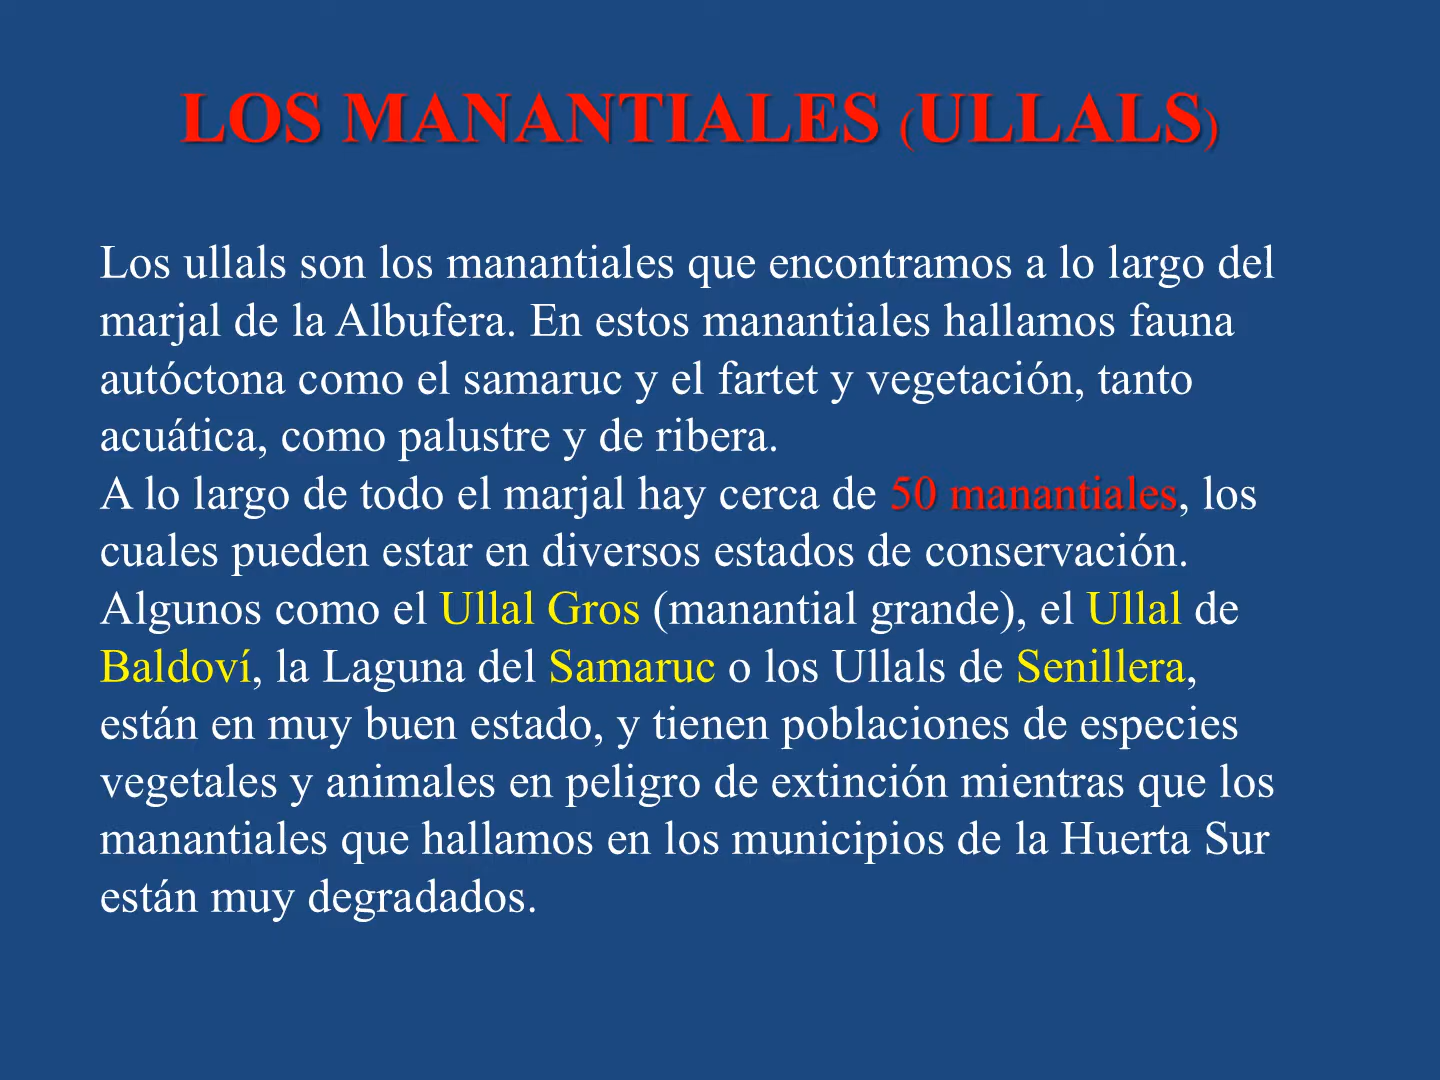 LOS MANANTIALES (ULLALS)
Los ullals son los manantiales que encontramos a lo largo del
marjal de la Albufera. En estos manantiales hallamos fauna
autóctona como el samaruc y el fartet y vegetación, tanto
acuática, como palustre y de ribera.
A lo largo de todo el marjal hay cerca de 50 manantiales, los
cuales pueden estar en diversos estados de conservación.
Algunos como el Ullal Gros (manantial grande), el Ullal de
Baldoví, la Laguna del Samaruc o los Ullals de Senillera,
están en muy buen estado, y tienen poblaciones de especies
vegetales y animales en peligro de extinción mientras que los
manantiales que hallamos en los municipios de la Huerta Sur
están muy degradados.